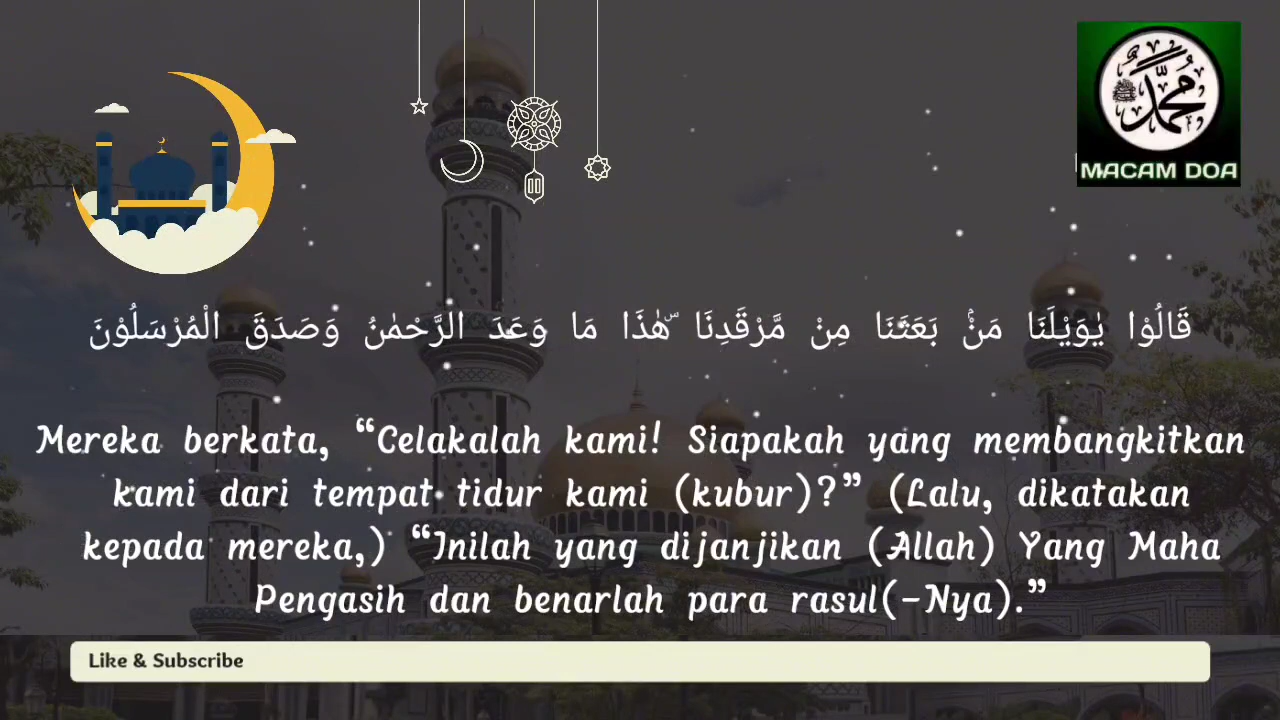 محمد
MACAM DOA
قَالُوْا يٰوَيْلَنَا مَنْۢ بَعَثَنَا مِنْ مَّرْقَدِنَا ۜهٰذَا مَا وَعَدَ الرَّحْمٰنُ وَصَدَقَ الْمُرْسَلُوْنَ
Mereka berkata, “Celakalah kami! Siapakah yang membangkitkan
kami dari tempat tidur kami (kubur)?” (Lalu, dikatakan
kepada mereka,) “Inilah yang dijanjikan (Allah) Yang Maha
Pengasih dan benarlah para rasul(-Nya).”
Like & Subscribe